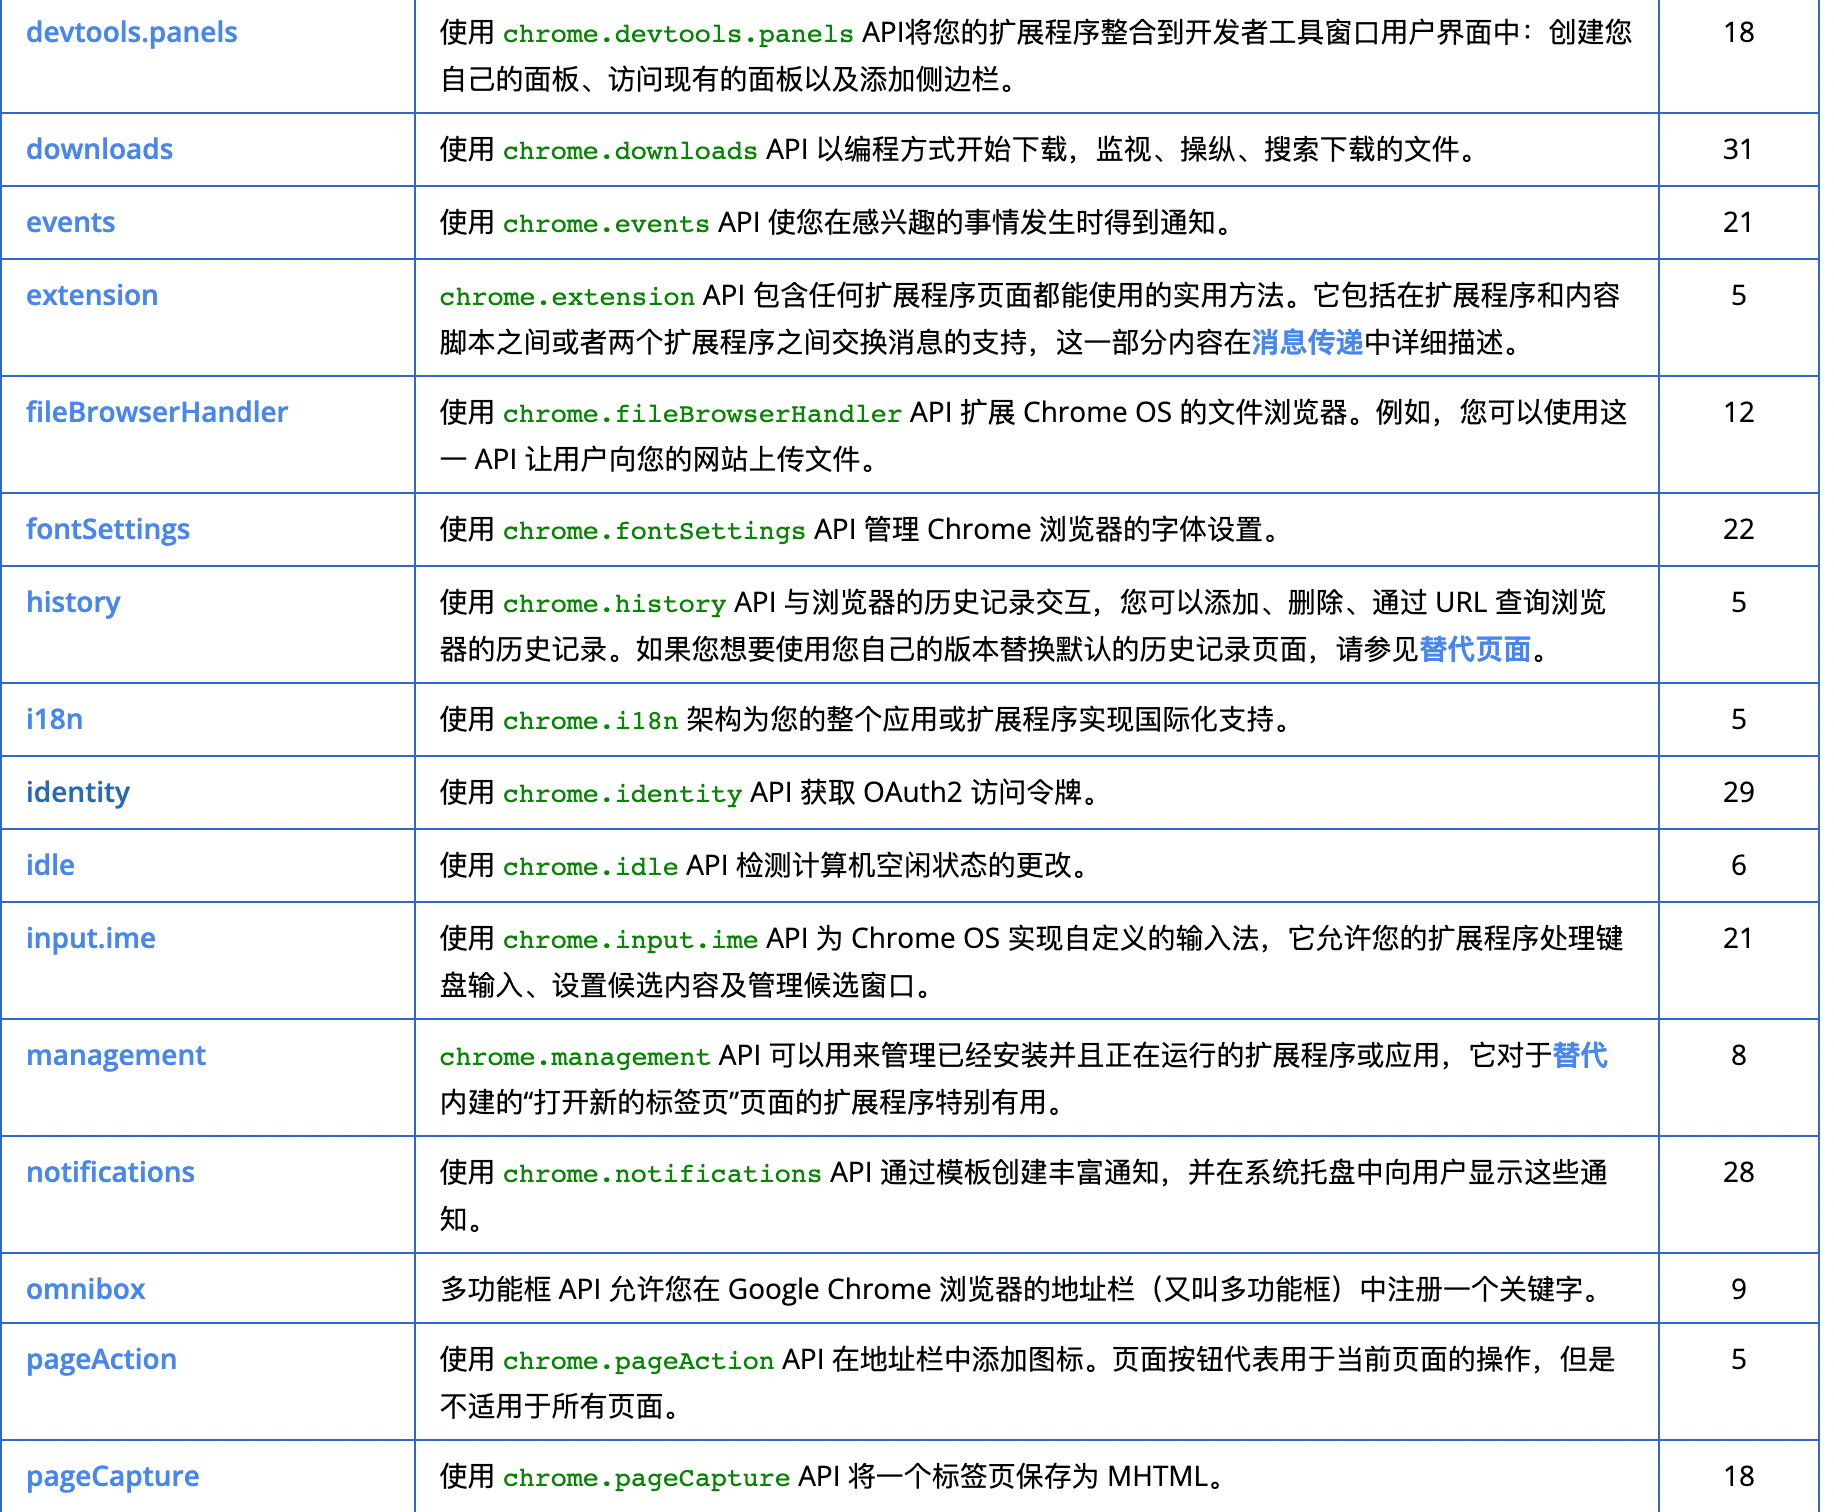 devtools.panels 使用 chrome.devtools.panels API将您的扩展程序整合到开发者工具窗口用户界面中：创建您 18
自己的面板、访问现有的面板以及添加侧边栏。
downloads 使用 chrome.downloads API 以编程方式开始下载，监视、操纵、搜索下载的文件。 31
events 使用 chrome.events API 使您在感兴趣的事情发生时得到通知。 21
extension chrome.extension API 包含任何扩展程序页面都能使用的实用方法。它包括在扩展程序和内容 5
脚本之间或者两个扩展程序之间交换消息的支持，这一部分内容在消息传递中详细描述。
fileBrowserHandler 使用 chrome.fileBrowserHandler API 扩展 Chrome OS 的文件浏览器。例如，您可以使用这 12
一 API 让用户向您的网站上传文件。
fontSettings 使用 chrome.fontSettings API 管理 Chrome 浏览器的字体设置。 22
history 使用 chrome.history API 与浏览器的历史记录交互，您可以添加、删除、通过 URL 查询浏览 5
器的历史记录。如果您想要使用您自己的版本替换默认的历史记录页面，请参见替代页面。
i18n 使用 chrome.i18n 架构为您的整个应用或扩展程序实现国际化支持。 5
identity 使用 chrome.identity API 获取 OAuth2 访问令牌。 29
idle 使用 chrome.idle API 检测计算机空闲状态的更改。 6
input.ime 使用 chrome.input.ime API 为 Chrome OS 实现自定义的输入法，它允许您的扩展程序处理键 21
盘输入、设置候选内容及管理候选窗口。
management chrome.management API 可以用来管理已经安装并且正在运行的扩展程序或应用，它对于替代 8
内建的“打开新的标签页”页面的扩展程序特别有用。
notifications 使用 chrome.notifications API 通过模板创建丰富通知，并在系统托盘中向用户显示这些通 28
知。
omnibox 多功能框 API 允许您在 Google Chrome 浏览器的地址栏（又叫多功能框）中注册一个关键字。 9
pageAction 使用 chrome.pageAction API 在地址栏中添加图标。页面按钮代表用于当前页面的操作，但是 5
不适用于所有页面。
pageCapture 使用 chrome.pageCapture API 将一个标签页保存为 MHTML。 18